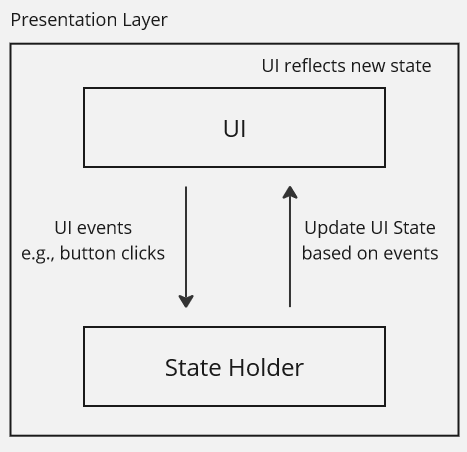 Presentation Layer
UI reflects new state
UI
UI events
e.g., button clicks
Update UI State
based on events
State Holder